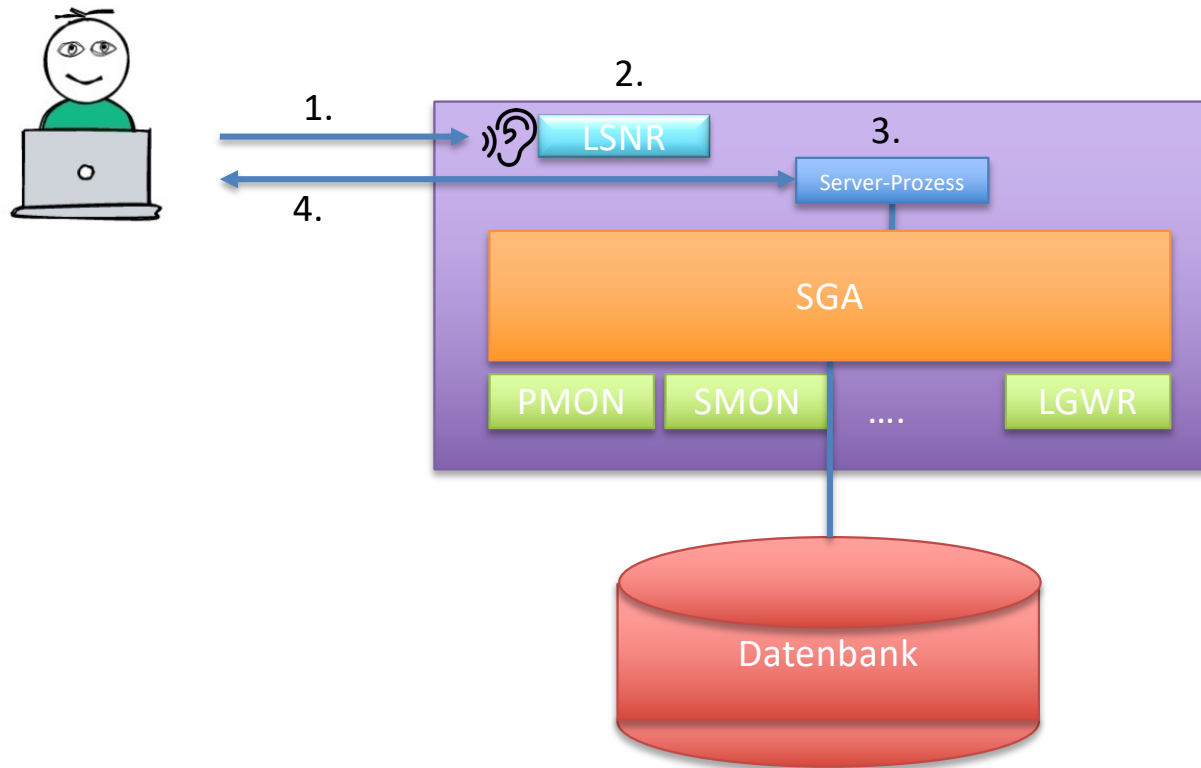 2.
1.
LSNR
3.
Server-Prozess
4.
SGA
PMON
SMON
....
LGWR
Datenbank